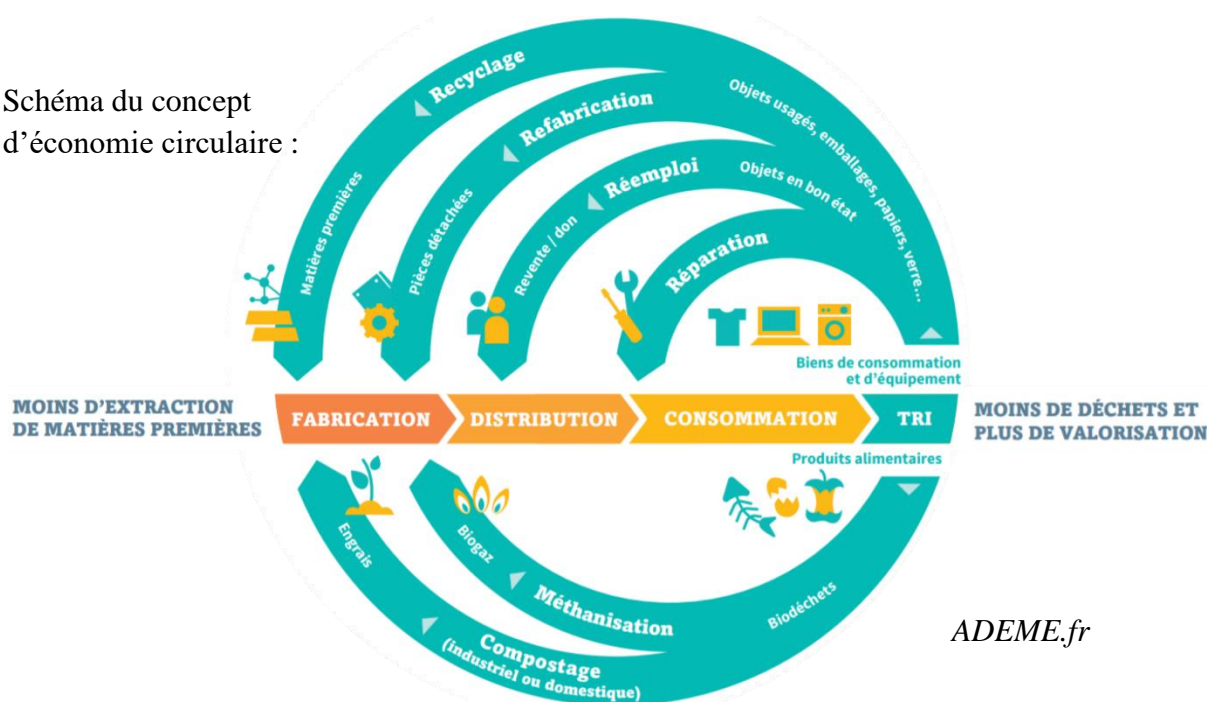 Schéma du concept
d’économie circulaire :
Recyclage
Matières premières
Refabrication
Pièces détachées
Réemploi
Revente / don
Réparation
Objets usagés, emballages, papiers, verre...
Objets en bon état
Biens de consommation
et d’équipement
MOINS D’EXTRACTION
DE MATIÈRES PREMIÈRES
FABRICATION
DISTRIBUTION
CONSOMMATION
TRI
MOINS DE DÉCHETS ET
PLUS DE VALORISATION
Produits alimentaires
Engrais
Biogaz
Méthanisation
Biodéchets
Compostage
(industriel ou domestique)
ADEME.fr